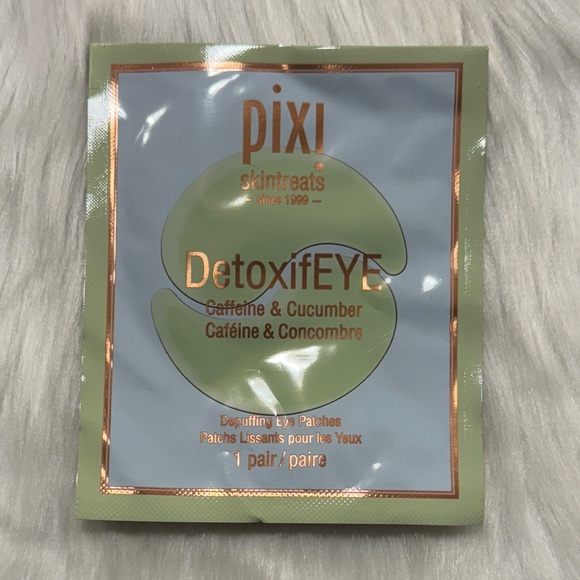 pixi
skintreats
– since 1999 –
DetoxifEYE
Caffeine & Cucumber
Caféine & Concombre
Depuffing Eye Patches
Patchs Lissants pour les Yeux
1 pair/paire